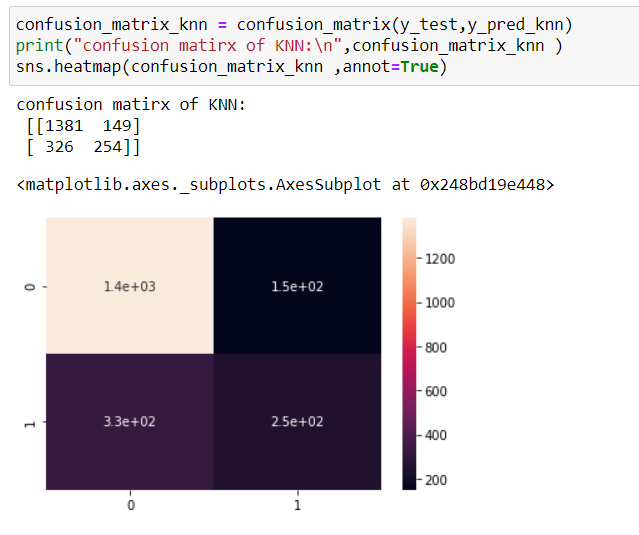 confusion_matrix_knn = confusion_matrix(y_test,y_pred_knn)
print("confusion matirx of KNN:\n",confusion_matrix_knn )
sns.heatmap(confusion_matrix_knn ,annot=True)
confusion matirx of KNN:
[[1381 149]
[ 326 254]]
<matplotlib.axes._subplots.AxesSubplot at 0x248bd19e448>
0
1.4e+03
1.5e+02
1
3.3e+02
2.5e+02
0
1
1200
1000
800
600
400
200